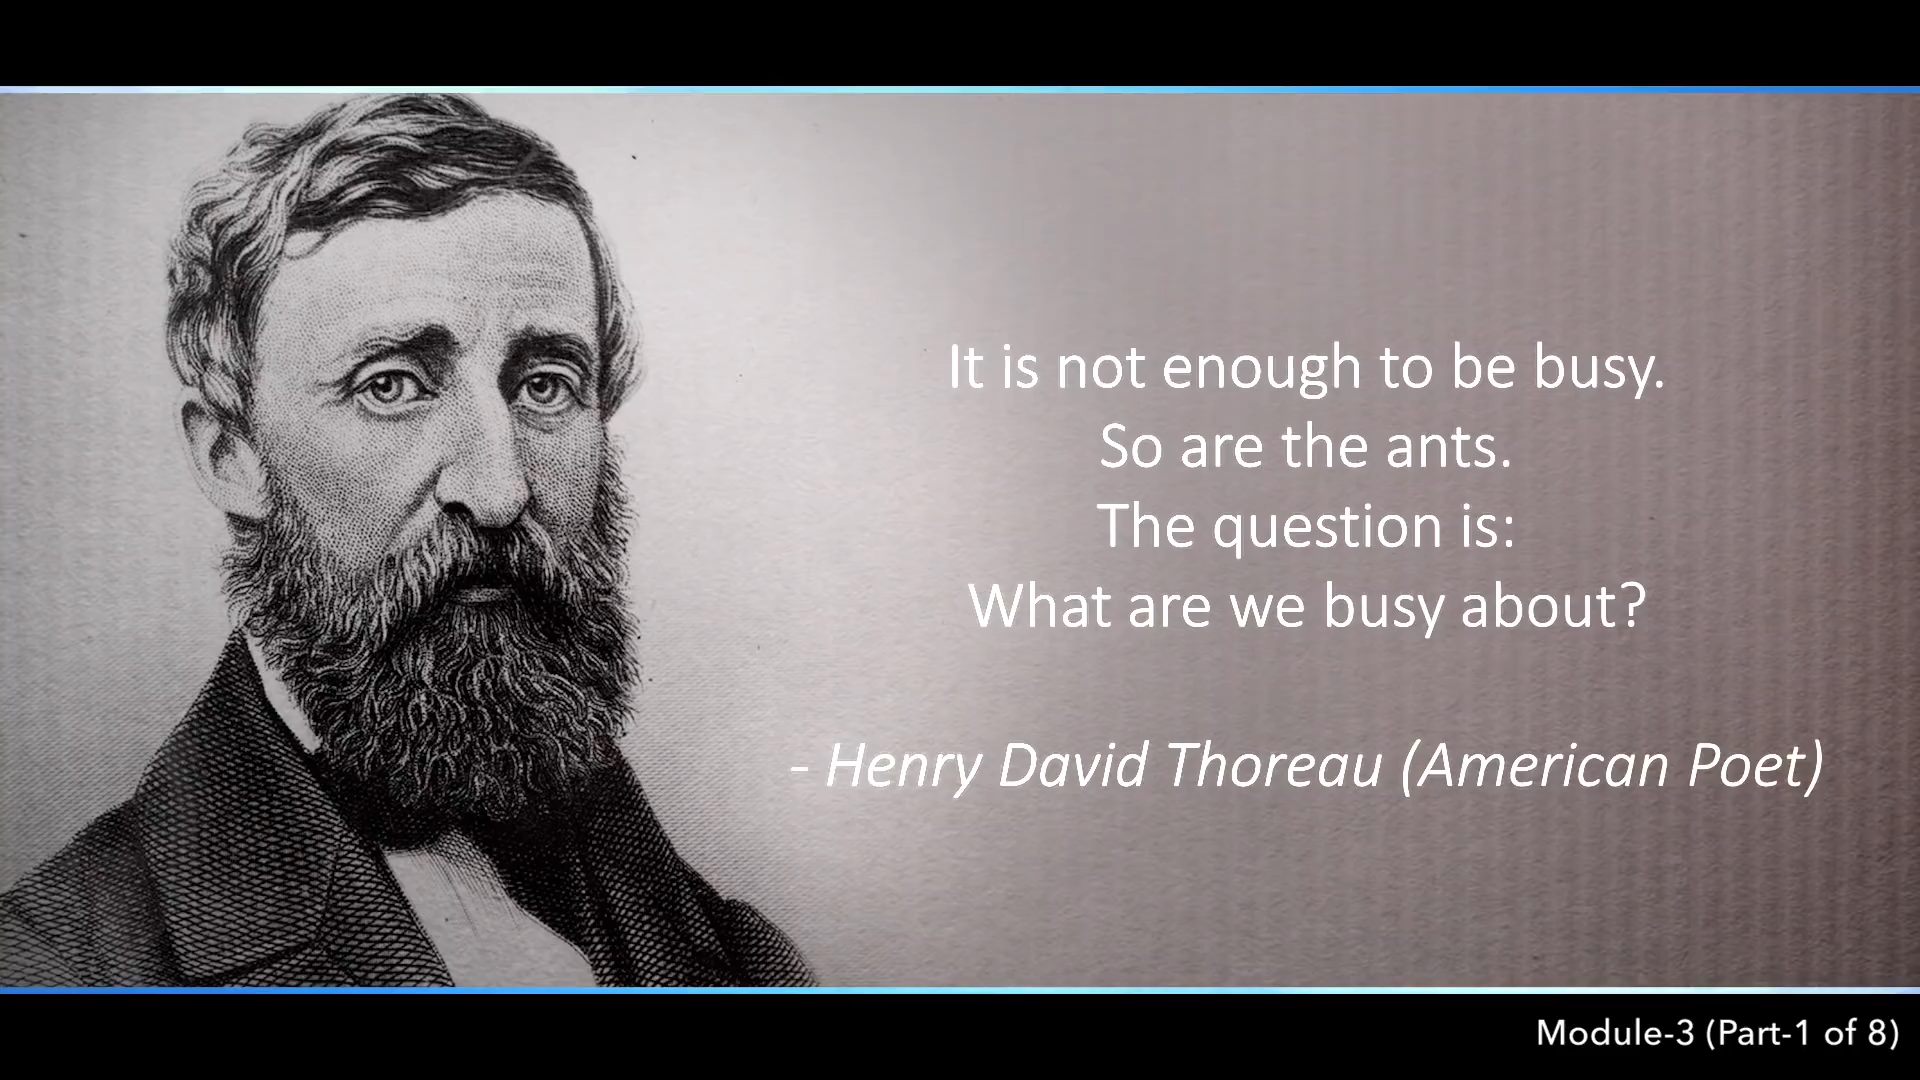 It is not enough to be busy.
So are the ants.
The question is:
What are we busy about?
- Henry David Thoreau (American Poet)
Module-3 (Part-1 of 8)